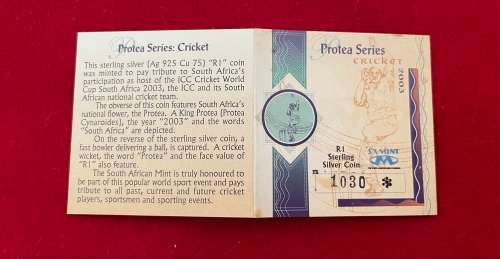 Protea Series: Cricket
This sterling silver (Ag 925 Cu 75) "R1" coin
was minted to pay tribute to South Africa's
participation as host of the ICC Cricket World
Cup South Africa 2003, the ICC and its South
African national cricket team.
The obverse of this coin features South Africa's
national flower, the Protea. A King Protea (Protea
Cynaroides), the year "2003" and the words
"South Africa" are depicted.
On the reverse of the sterling silver coin, a
fast bowler delivering a ball, is captured. A cricket
wicket, the word "Protea" and the face value of
"R1" also feature.
The South African Mint is truly honoured to
be part of this popular world sport event and pays
tribute to all past, current and future cricket
players, sportsmen and sporting events.
Protea Series
CRICKET
2003
R1
Sterling
Silver Coin
SA MINT
1030 *